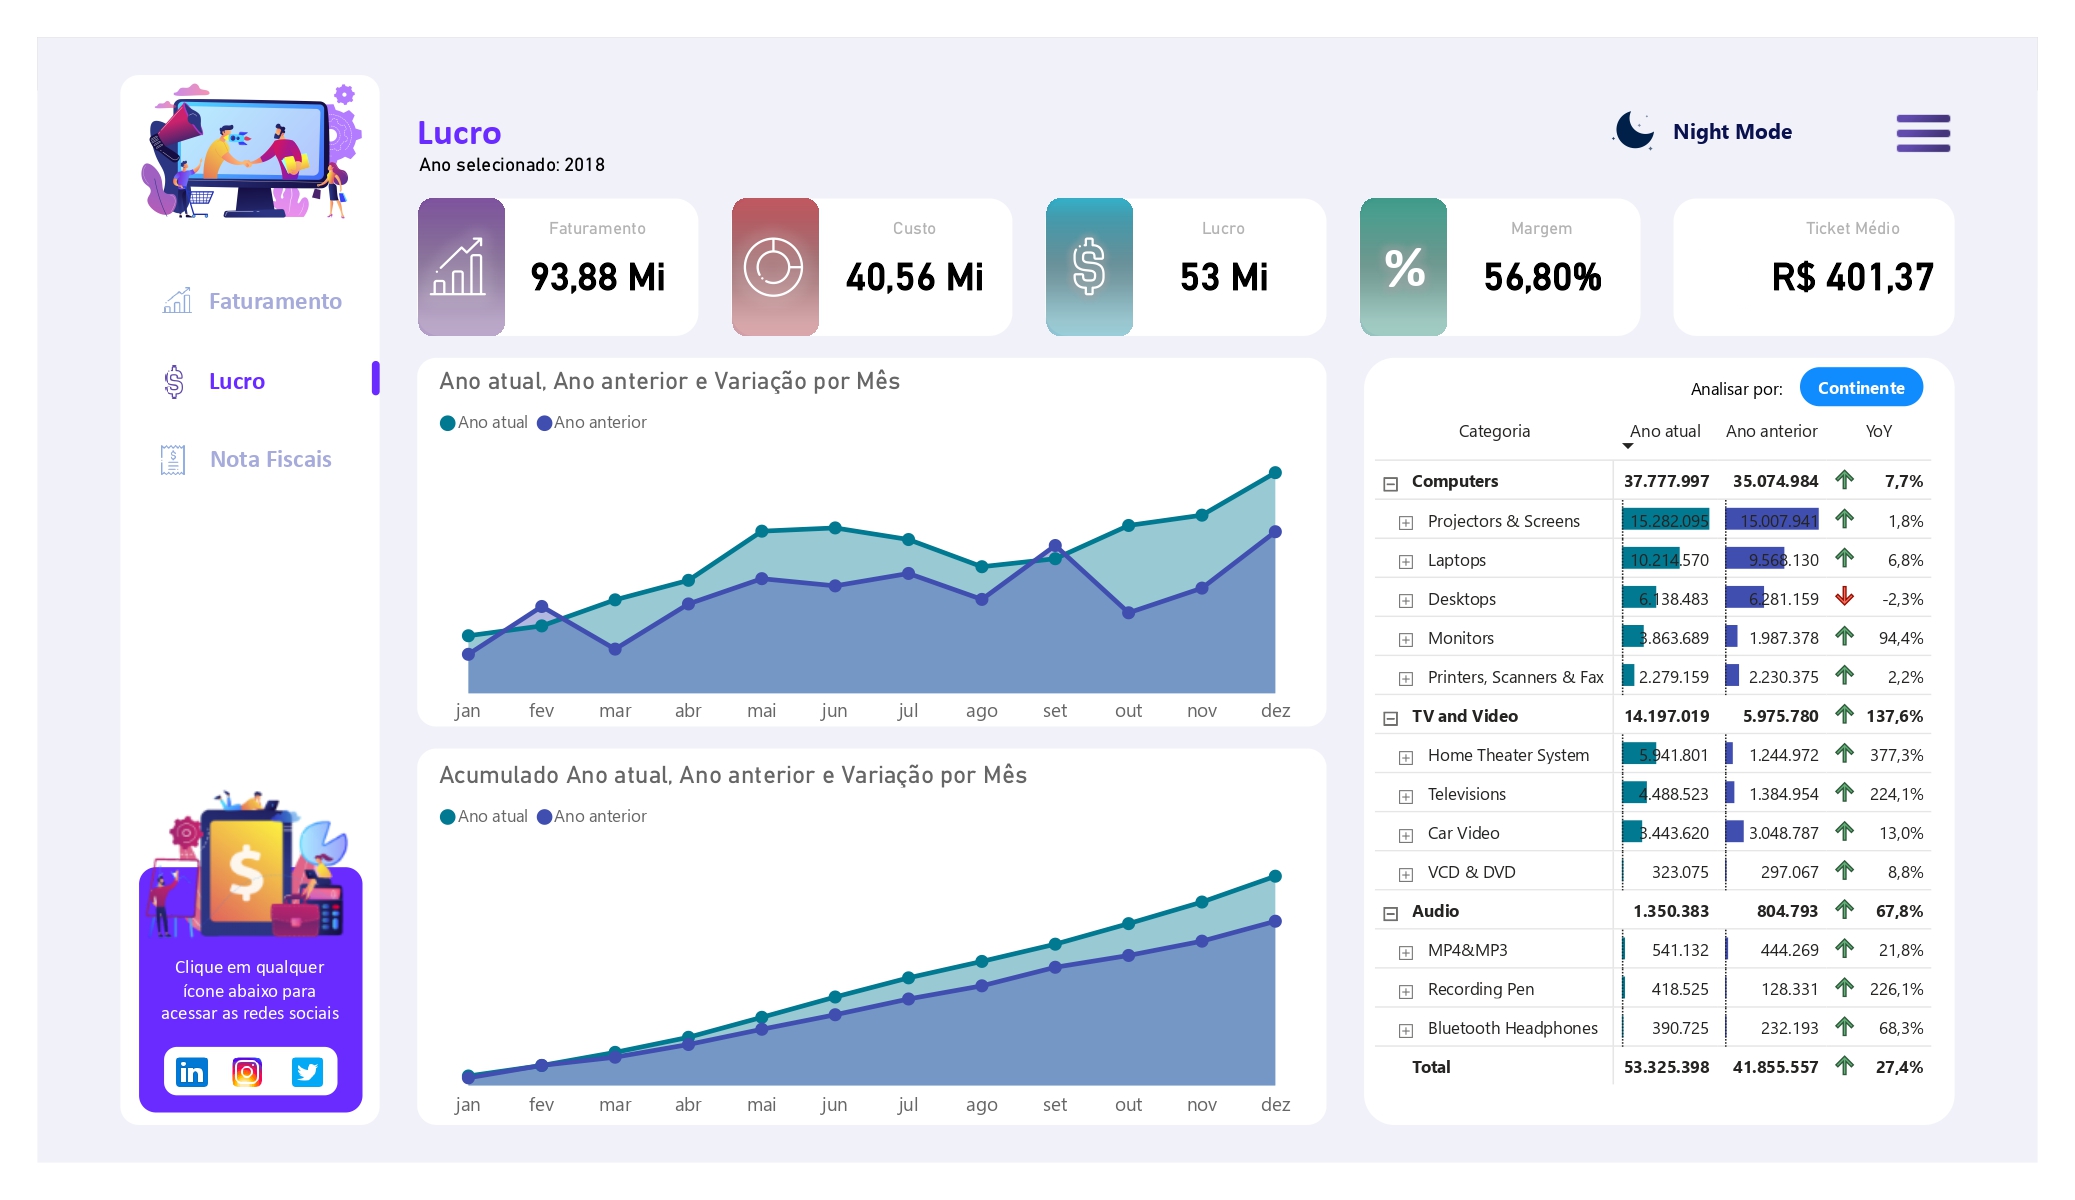 Lucro
Ano selecionado: 2018
Night Mode
Faturamento
93,88 Mi
Custo
40,56 Mi
Lucro
53 Mi
%
Margem
56,80%
Ticket Médio
R$ 401,37
Faturamento
Lucro
Nota Fiscais
Clique em qualquer
ícone abaixo para
acessar as redes sociais
Ano atual, Ano anterior e Variação por Mês
Ano atual Ano anterior
jan fev mar abr mai jun jul ago set out nov dez
Acumulado Ano atual, Ano anterior e Variação por Mês
Ano atual Ano anterior
jan fev mar abr mai jun jul ago set out nov dez
Analisar por: Continente
Categoria Ano atual Ano anterior YoY
Computers 37.777.997 35.074.984 7,7%
Projectors & Screens 15.282.095 15.007.941 1,8%
Laptops 10.214.570 9.568.130 6,8%
Desktops 6.138.483 6.281.159 -2,3%
Monitors 3.863.689 1.987.378 94,4%
Printers, Scanners & Fax 2.279.159 2.230.375 2,2%
TV and Video 14.197.019 5.975.780 137,6%
Home Theater System 5.941.801 1.244.972 377,3%
Televisions 4.488.523 1.384.954 224,1%
Car Video 3.443.620 3.048.787 13,0%
VCD & DVD 323.075 297.067 8,8%
Audio 1.350.383 804.793 67,8%
MP4&MP3 541.132 444.269 21,8%
Recording Pen 418.525 128.331 226,1%
Bluetooth Headphones 390.725 232.193 68,3%
Total 53.325.398 41.855.557 27,4%